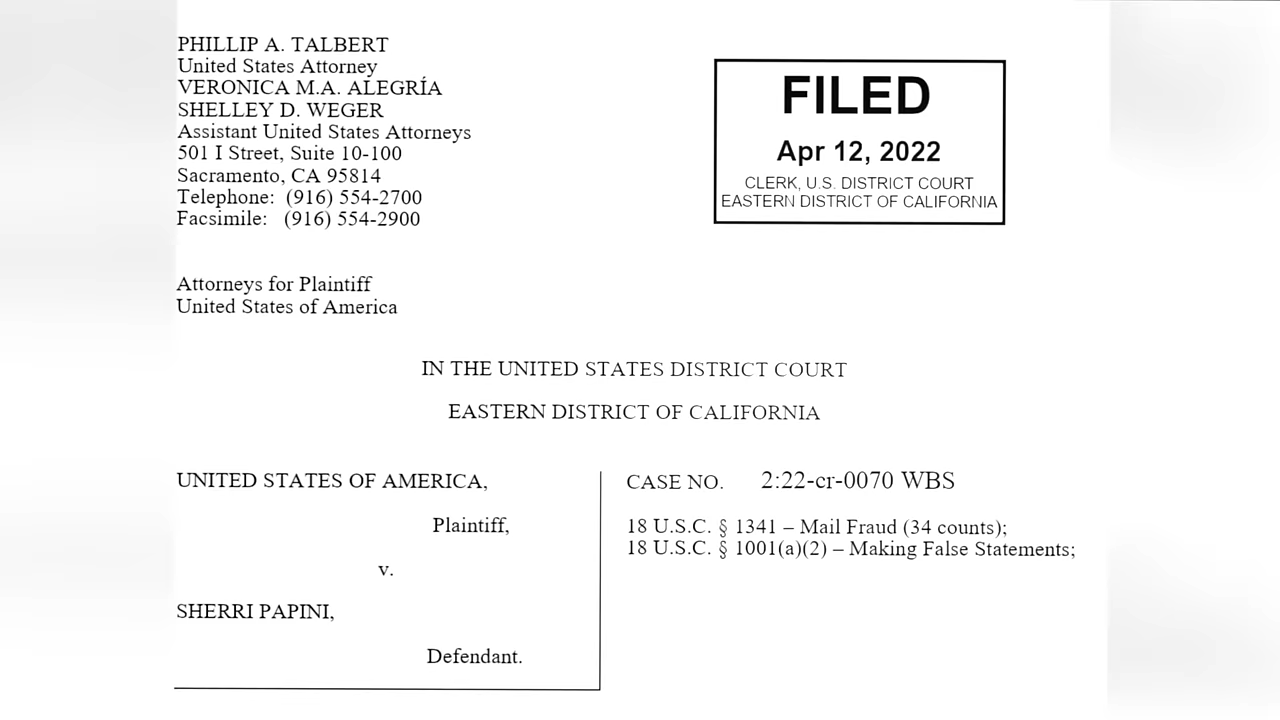 PHILLIP A. TALBERT
United States Attorney
VERONICA M.A. ALEGRÍA
SHELLEY D. WEGER
Assistant United States Attorneys
501 I Street, Suite 10-100
Sacramento, CA 95814
Telephone: (916) 554-2700
Facsimile: (916) 554-2900
FILED
Apr 12, 2022
CLERK, U.S. DISTRICT COURT
EASTERN DISTRICT OF CALIFORNIA
Attorneys for Plaintiff
United States of America
IN THE UNITED STATES DISTRICT COURT
EASTERN DISTRICT OF CALIFORNIA
UNITED STATES OF AMERICA,
Plaintiff,
v.
SHERRI PAPINI,
Defendant.
CASE NO. 2:22-cr-0070 WBS
18 U.S.C. § 1341 – Mail Fraud (34 counts);
18 U.S.C. § 1001(a)(2) – Making False Statements;